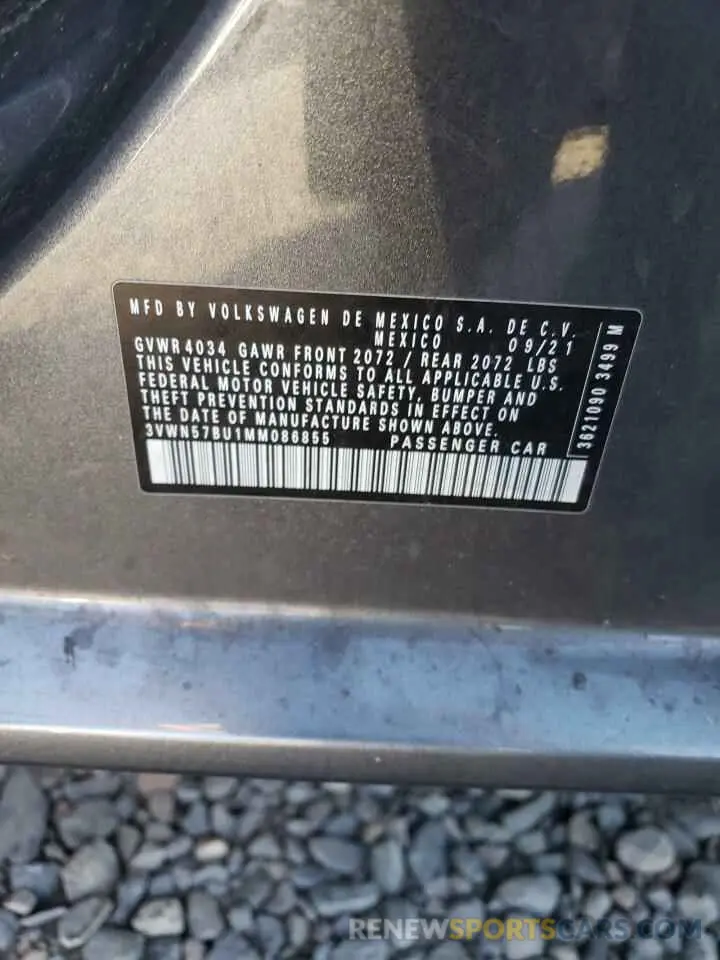 MFD BY VOLKSWAGEN DE MEXICO S.A. DE C.V.
MEXICO 09/21
GVWR 4034 GAWR FRONT 2072 / REAR 2072 LBS
THIS VEHICLE CONFORMS TO ALL APPLICABLE U.S.
FEDERAL MOTOR VEHICLE SAFETY, BUMPER AND
THEFT PREVENTION STANDARDS IN EFFECT ON
THE DATE OF MANUFACTURE SHOWN ABOVE.
3VWN57BU1MM086855 PASSENGER CAR
3621090 3499 M
RENEWSPORTSCARS.COM